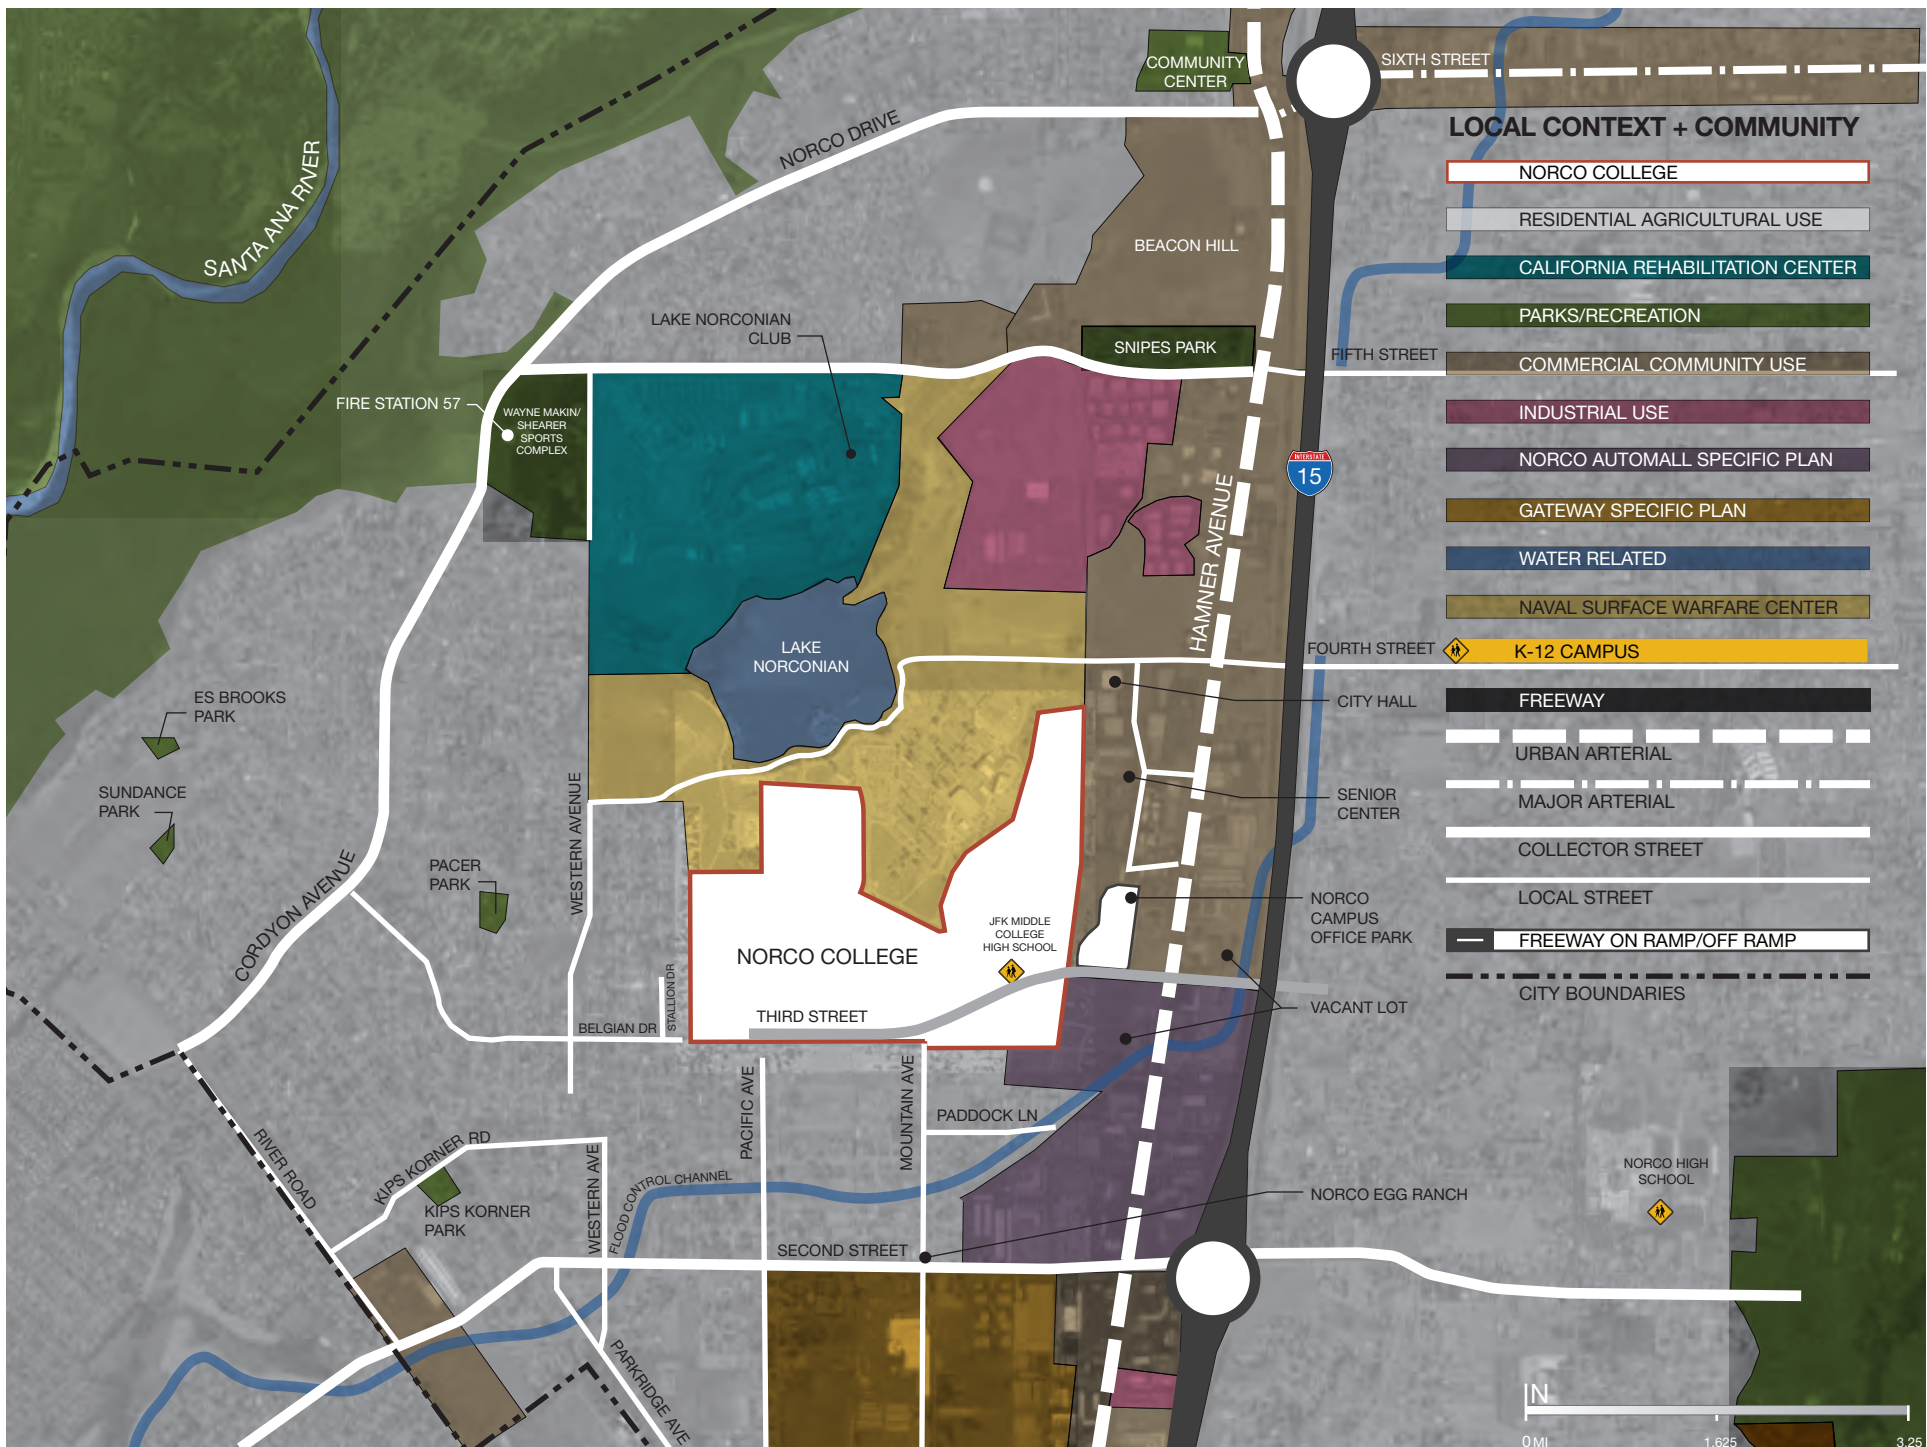 COMMUNITY
CENTER
SIXTH STREET
NORCO DRIVE
SANTA ANA RNER
BEACON HILL
LAKE NORCONIAN
CLUB
SNIPES PARK
FIFTH STREET
FIRE STATION 57
WAYNE MAKIN/
SHEARER
SPORTS
COMPLEX
INTERSTATE
15
HAMNER AVENUE
LAKE
NORCONIAN
FOURTH STREET
CITY HALL
ES BROOKS
PARK
SUNDANCE
PARK
SENIOR
CENTER
WESTERN AVENUE
PACER
PARK
CORDYON AVENUE
NORCO
CAMPUS
OFFICE PARK
JFK MIDDLE
COLLEGE
HIGH SCHOOL
NORCO COLLEGE
STALLION DR
THIRD STREET
BELGIAN DR
VACANT LOT
PACIFIC AVE
MOUNTAIN AVE
PADDOCK LN
RIVER ROAD
KIPS KORNER RD
KIPS KORNER
PARK
WESTERN AVE
FLOOD CONTROL CHANNEL
NORCO EGG RANCH
SECOND STREET
NORCO HIGH
SCHOOL
PARKRIDGE AVE
LOCAL CONTEXT + COMMUNITY
NORCO COLLEGE
RESIDENTIAL AGRICULTURAL USE
CALIFORNIA REHABILITATION CENTER
PARKS/RECREATION
COMMERCIAL COMMUNITY USE
INDUSTRIAL USE
NORCO AUTOMALL SPECIFIC PLAN
GATEWAY SPECIFIC PLAN
WATER RELATED
NAVAL SURFACE WARFARE CENTER
K-12 CAMPUS
FREEWAY
URBAN ARTERIAL
MAJOR ARTERIAL
COLLECTOR STREET
LOCAL STREET
FREEWAY ON RAMP/OFF RAMP
CITY BOUNDARIES
N
0 MI 1.625 3.25